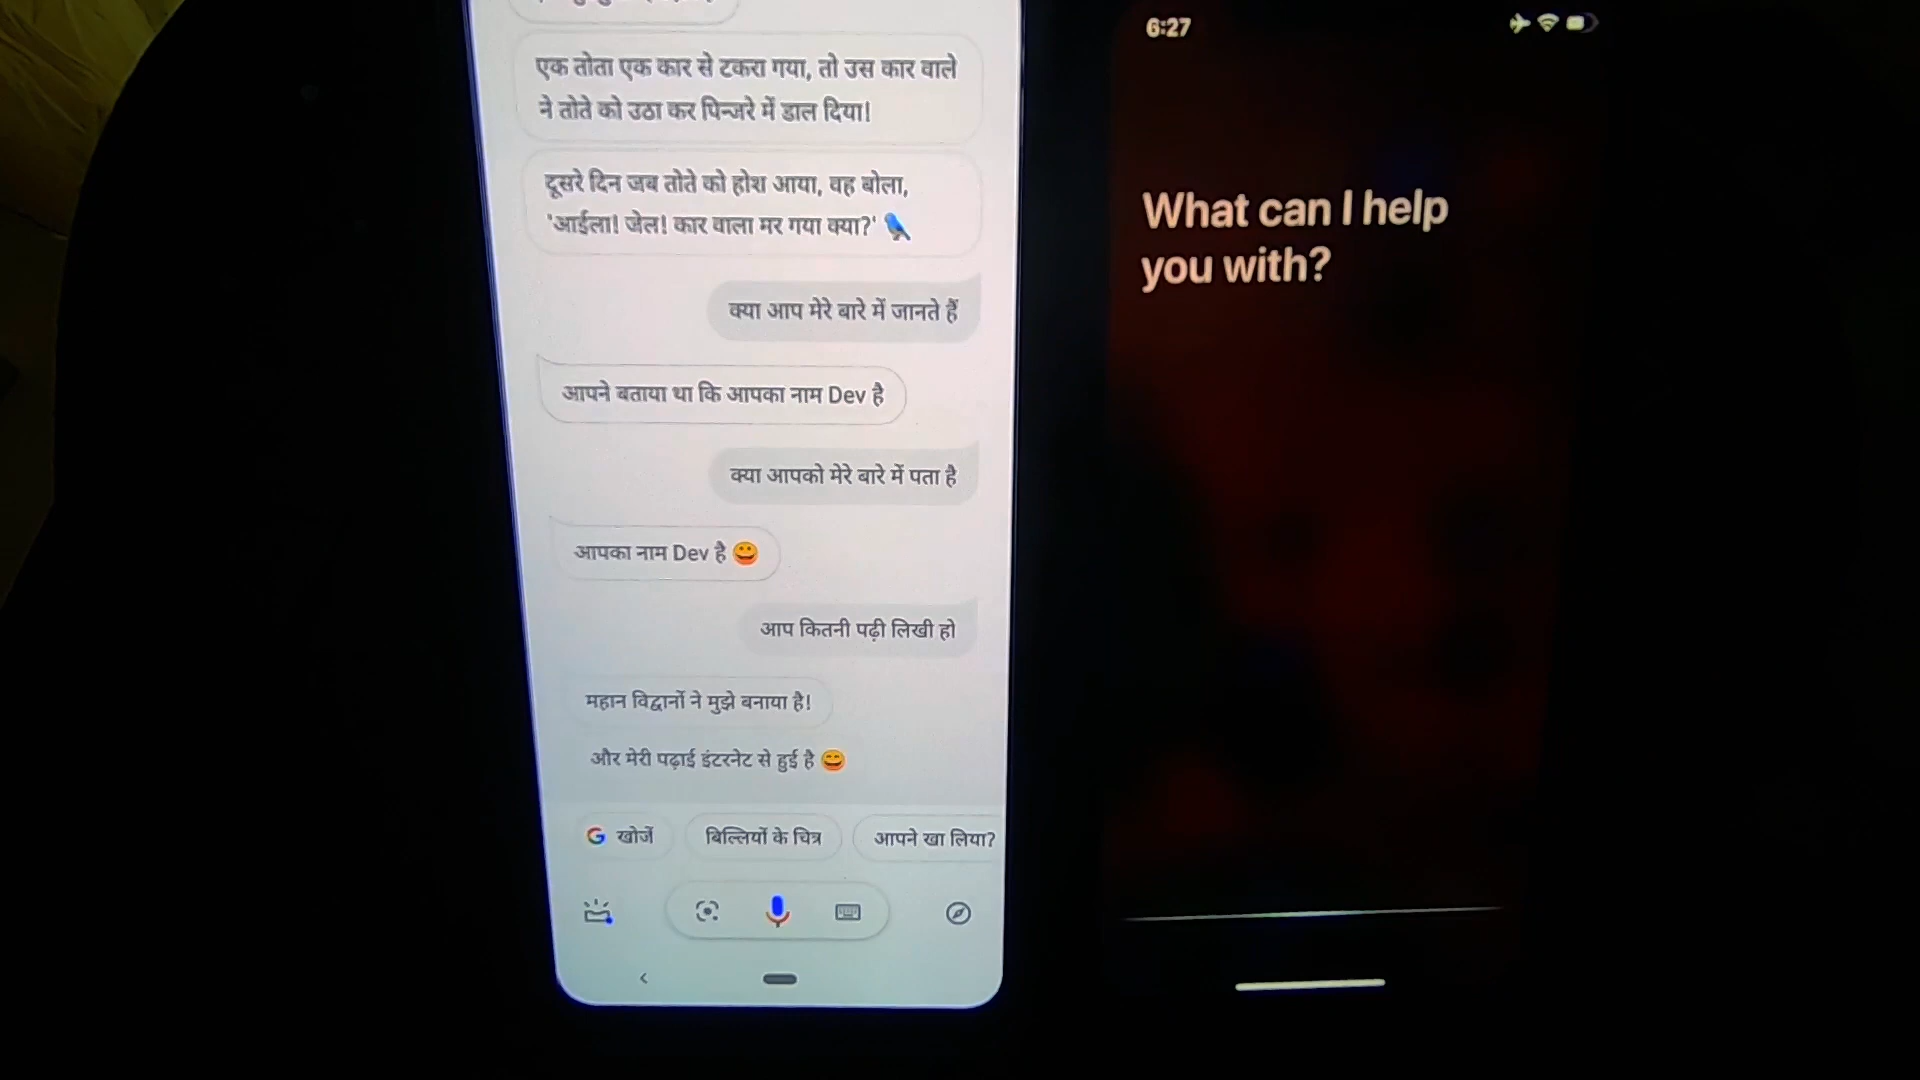 एक तोता एक कार से टकरा गया, तो उस कार वाले
ने तोते को उठा कर पिन्जरे में डाल दिया!
दूसरे दिन जब तोते को होश आया, वह बोला,
'आईला! जेल! कार वाला मर गया क्या?'
क्या आप मेरे बारे में जानते हैं
आपने बताया था कि आपका नाम Dev है
क्या आपको मेरे बारे में पता है
आपका नाम Dev है
आप कितनी पढ़ी लिखी हो
महान विद्वानों ने मुझे बनाया है!
और मेरी पढ़ाई इंटरनेट से हुई है
G खोजें
बिल्लियों के चित्र
आपने खा लिया?
6:27
What can I help
you with?